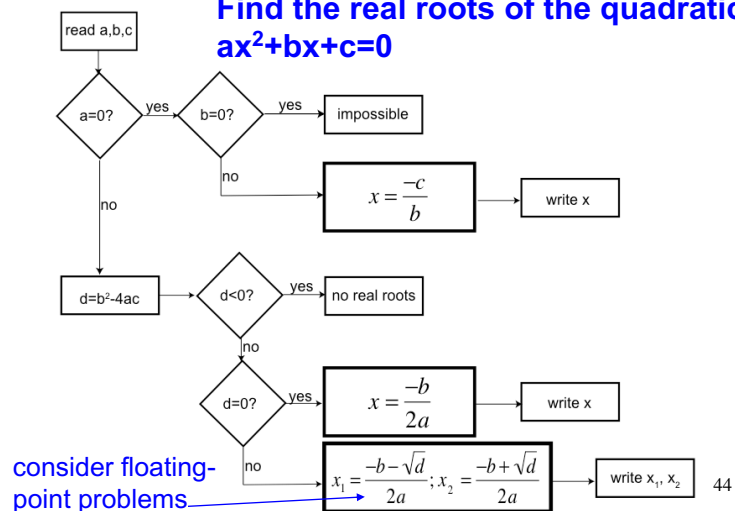 Find the real roots of the quadratic
ax²+bx+c=0
read a,b,c
a=0?
yes
b=0?
yes
impossible
no
x = −c/b
write x
no
d=b²-4ac
d<0?
yes
no real roots
no
d=0?
yes
x = −b/2a
write x
consider floating-
point problems
no
x₁ = −b − √d/2a ; x₂ = −b + √d/2a
write x₁, x₂
44